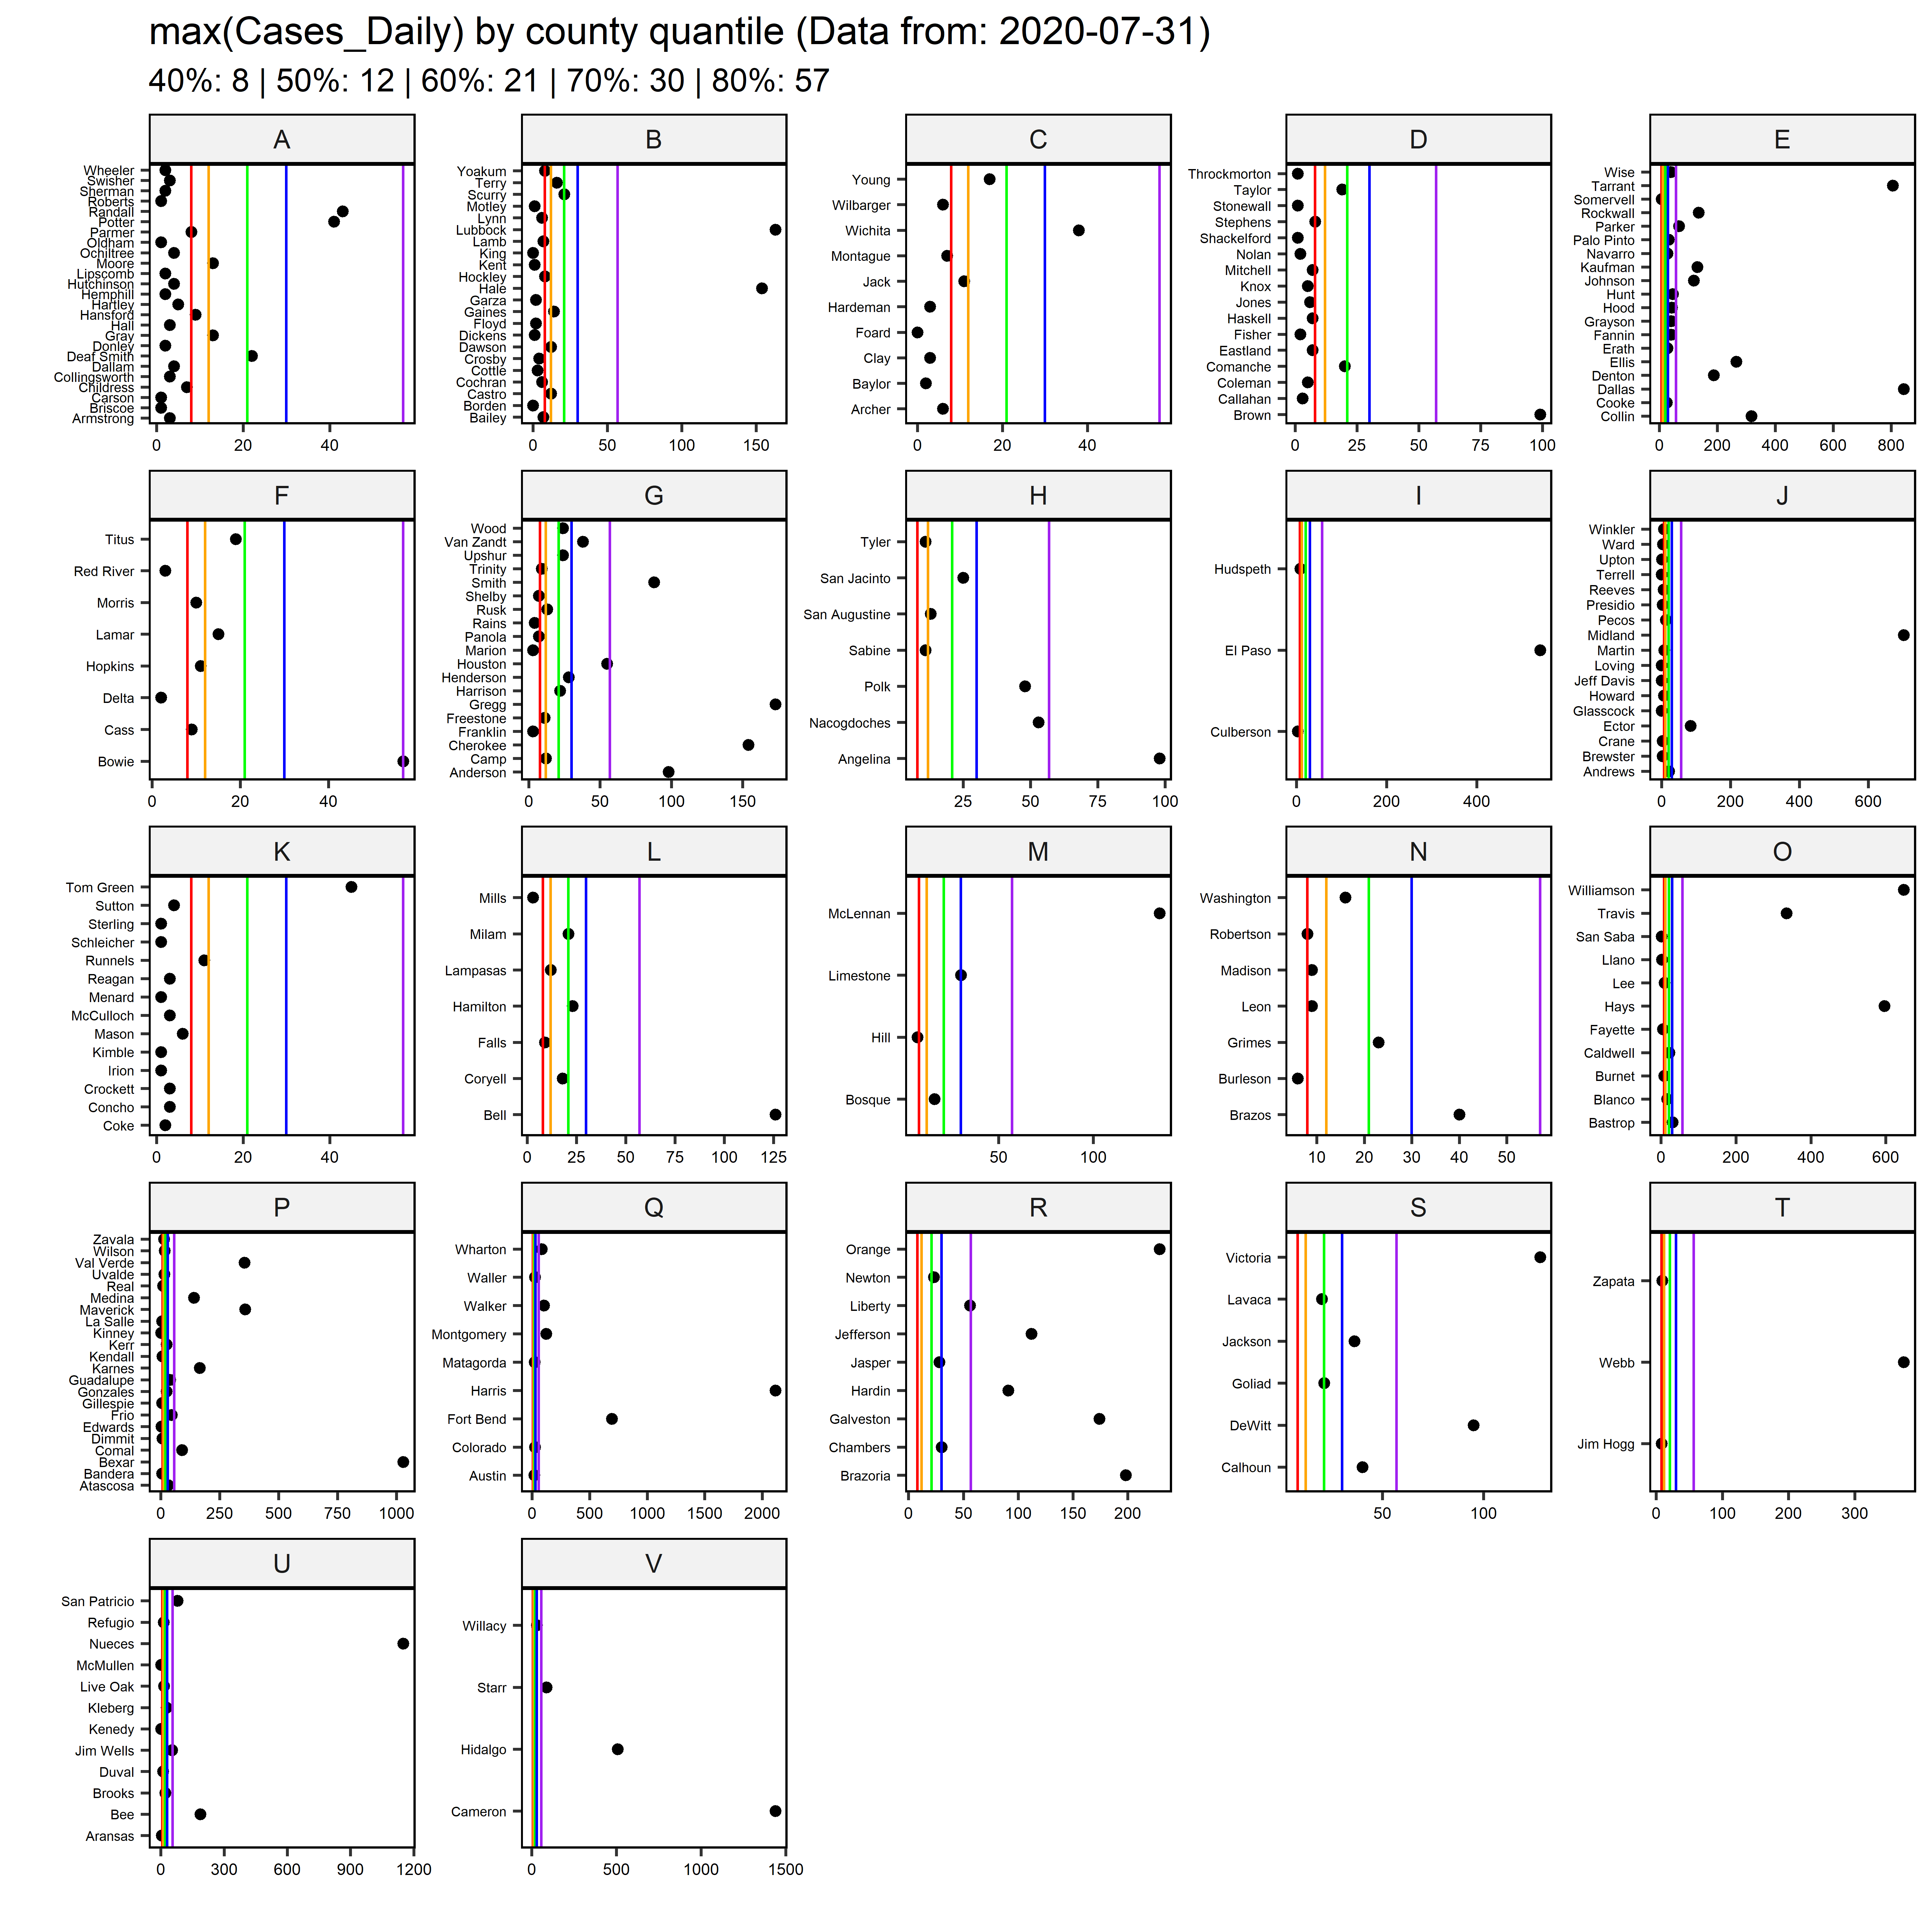 max(Cases_Daily) by county quantile (Data from: 2020-07-31)
40%: 8 | 50%: 12 | 60%: 21 | 70%: 30 | 80%: 57
A
Wheeler
Swisher
Sherman
Roberts
Randall
Potter
Parmer
Oldham
Ochiltree
Moore
Lipscomb
Hutchinson
Hemphill
Hartley
Hansford
Hall
Gray
Donley
Deaf Smith
Dallam
Collingsworth
Childress
Carson
Briscoe
Armstrong
0 20 40
B
Yoakum
Terry
Scurry
Motley
Lynn
Lubbock
Lamb
King
Kent
Hockley
Hale
Garza
Gaines
Floyd
Dickens
Dawson
Crosby
Cottle
Cochran
Castro
Borden
Bailey
0 50 100 150
C
Young
Wilbarger
Wichita
Montague
Jack
Hardeman
Foard
Clay
Baylor
Archer
0 20 40
D
Throckmorton
Taylor
Stonewall
Stephens
Shackelford
Nolan
Mitchell
Knox
Jones
Haskell
Fisher
Eastland
Comanche
Coleman
Callahan
Brown
0 25 50 75 100
E
Wise
Tarrant
Somervell
Rockwall
Parker
Palo Pinto
Navarro
Kaufman
Johnson
Hunt
Hood
Grayson
Fannin
Erath
Ellis
Denton
Dallas
Cooke
Collin
0 200 400 600 800
F
Titus
Red River
Morris
Lamar
Hopkins
Delta
Cass
Bowie
0 20 40
G
Wood
Van Zandt
Upshur
Trinity
Smith
Shelby
Rusk
Rains
Panola
Marion
Houston
Henderson
Harrison
Gregg
Freestone
Franklin
Cherokee
Camp
Anderson
0 50 100 150
H
Tyler
San Jacinto
San Augustine
Sabine
Polk
Nacogdoches
Angelina
25 50 75 100
I
Hudspeth
El Paso
Culberson
0 200 400
J
Winkler
Ward
Upton
Terrell
Reeves
Presidio
Pecos
Midland
Martin
Loving
Jeff Davis
Howard
Glasscock
Ector
Crane
Brewster
Andrews
0 200 400 600
K
Tom Green
Sutton
Sterling
Schleicher
Runnels
Reagan
Menard
McCulloch
Mason
Kimble
Irion
Crockett
Concho
Coke
0 20 40
L
Mills
Milam
Lampasas
Hamilton
Falls
Coryell
Bell
0 25 50 75 100 125
M
McLennan
Limestone
Hill
Bosque
50 100
N
Washington
Robertson
Madison
Leon
Grimes
Burleson
Brazos
10 20 30 40 50
O
Williamson
Travis
San Saba
Llano
Lee
Hays
Fayette
Caldwell
Burnet
Blanco
Bastrop
0 200 400 600
P
Zavala
Wilson
Val Verde
Uvalde
Real
Medina
Maverick
La Salle
Kinney
Kerr
Kendall
Karnes
Guadalupe
Gonzales
Gillespie
Frio
Edwards
Dimmit
Comal
Bexar
Bandera
Atascosa
0 250 500 750 1000
Q
Wharton
Waller
Walker
Montgomery
Matagorda
Harris
Fort Bend
Colorado
Austin
0 500 1000 1500 2000
R
Orange
Newton
Liberty
Jefferson
Jasper
Hardin
Galveston
Chambers
Brazoria
0 50 100 150 200
S
Victoria
Lavaca
Jackson
Goliad
DeWitt
Calhoun
50 100
T
Zapata
Webb
Jim Hogg
0 100 200 300
U
San Patricio
Refugio
Nueces
McMullen
Live Oak
Kleberg
Kenedy
Jim Wells
Duval
Brooks
Bee
Aransas
0 300 600 900 1200
V
Willacy
Starr
Hidalgo
Cameron
0 500 1000 1500